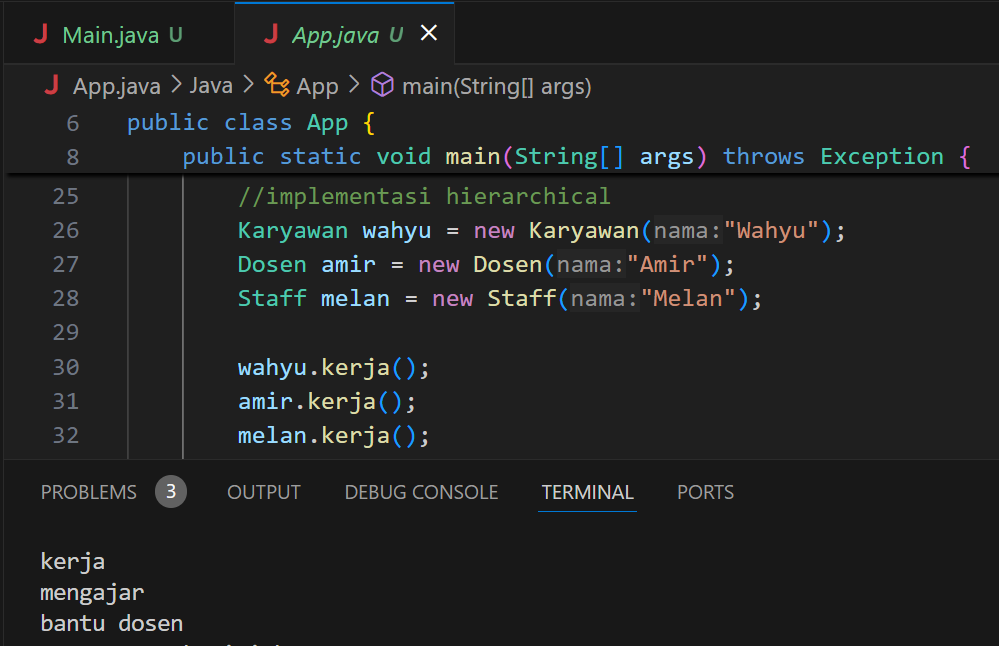 Main.java U
App.java U
App.java > Java > App > main(String[] args)
6 public class App {
8 public static void main(String[] args) throws Exception {
25 //implementasi hierarchical
26 Karyawan wahyu = new Karyawan(nama:"Wahyu");
27 Dosen amir = new Dosen(nama:"Amir");
28 Staff melan = new Staff(nama:"Melan");
29
30 wahyu.kerja();
31 amir.kerja();
32 melan.kerja();
PROBLEMS 3 OUTPUT DEBUG CONSOLE TERMINAL PORTS
kerja
mengajar
bantu dosen